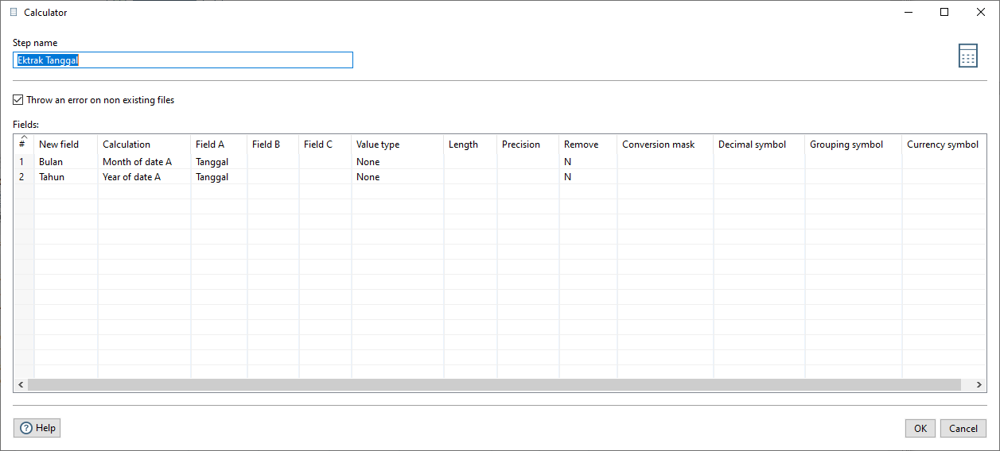 Calculator
Step name
Ektrak Tanggal
Throw an error on non existing files
Fields:
# New field Calculation Field A Field B Field C Value type Length Precision Remove Conversion mask Decimal symbol Grouping symbol Currency symbol
1 Bulan Month of date A Tanggal None N
2 Tahun Year of date A Tanggal None N
Help OK Cancel